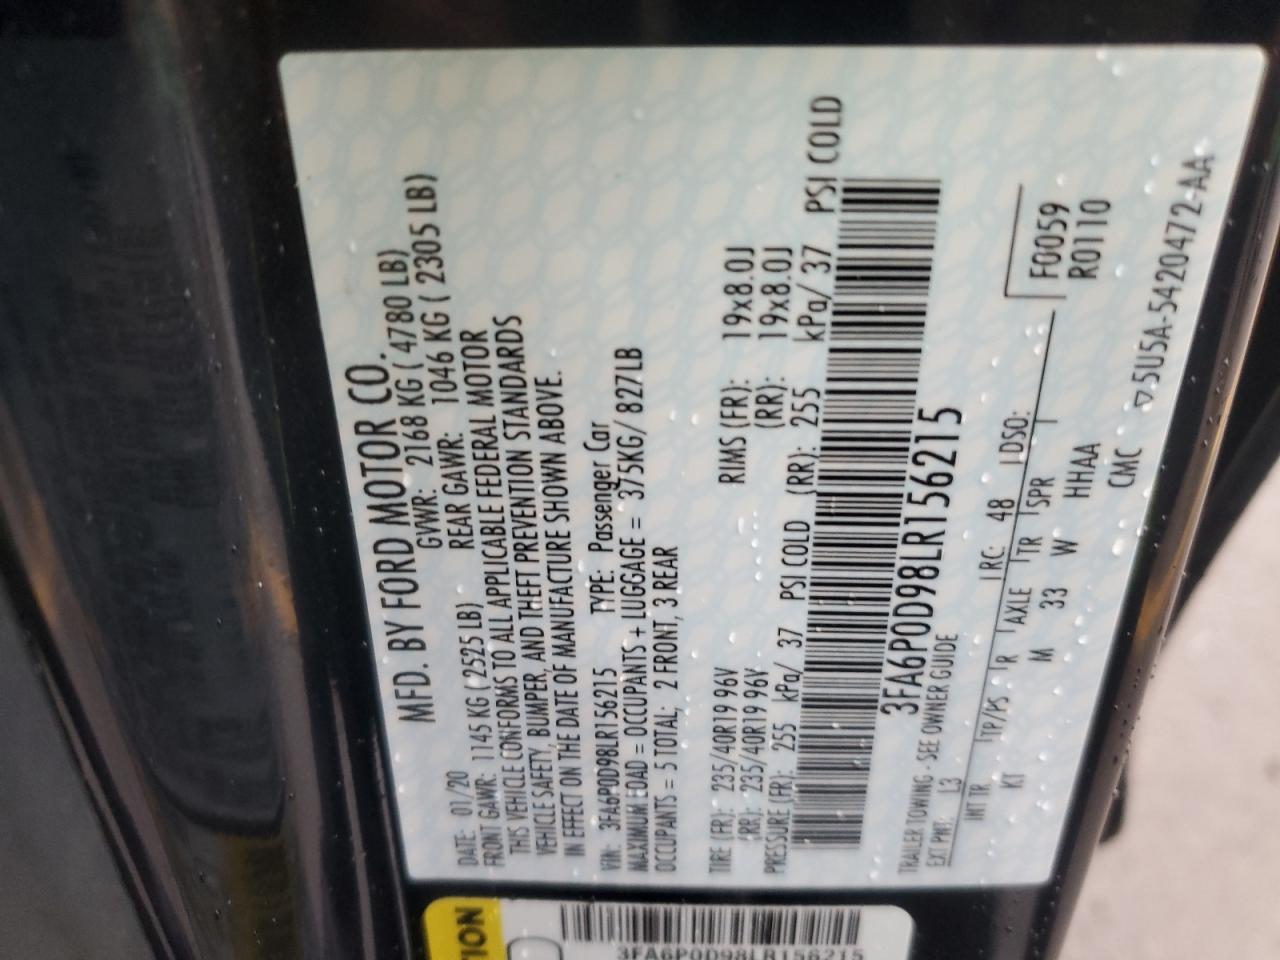 MFD. BY FORD MOTOR CO.
DATE: 01/20 GVWR: 2168 KG ( 4780 LB)
FRONT GAWR: 1145 KG ( 2525 LB) REAR GAWR: 1046 KG ( 2305 LB)
THIS VEHICLE CONFORMS TO ALL APPLICABLE FEDERAL MOTOR
VEHICLE SAFETY, BUMPER, AND THEFT PREVENTION STANDARDS
IN EFFECT ON THE DATE OF MANUFACTURE SHOWN ABOVE.
VIN: 3FA6P0D98LR156215 TYPE: Passenger Car
MAXIMUM LOAD = OCCUPANTS + LUGGAGE = 375KG/ 827LB
OCCUPANTS = 5 TOTAL; 2 FRONT, 3 REAR
TIRE (FR): 235/40R19 96V RIMS (FR): 19x8.0J
(RR): 235/40R19 96V (RR): 19x8.0J
PRESSURE (FR): 255 kPa/ 37 PSI COLD (RR): 255 kPa/ 37 PSI COLD
3FA6P0D98LR156215
TRAILER TOWING - SEE OWNER GUIDE
EXT PNT: L3 RC: 48 DSO: F0059
INT TR TP/PS R AXLE TR SPR R0110
KT M 33 W HHAA
CMC ▽5U5A-5420472-AA
TION
3FA6P0D98LR156215